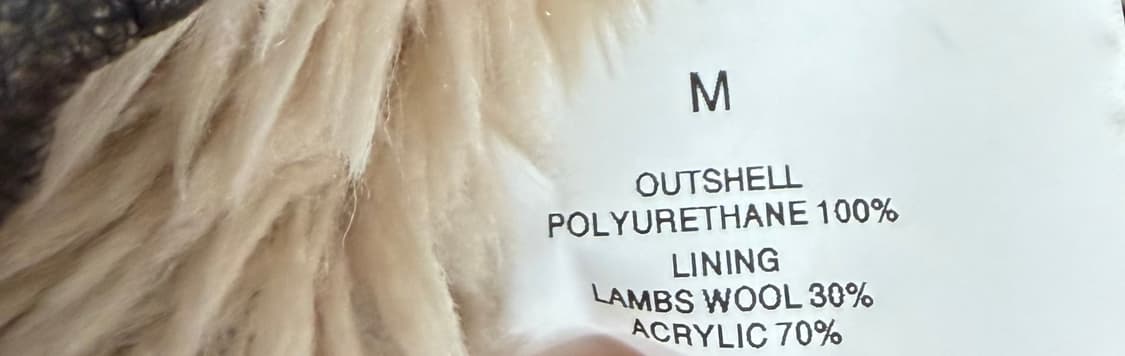 M
OUTSHELL
POLYURETHANE 100%
LINING
LAMBS WOOL 30%
ACRYLIC 70%